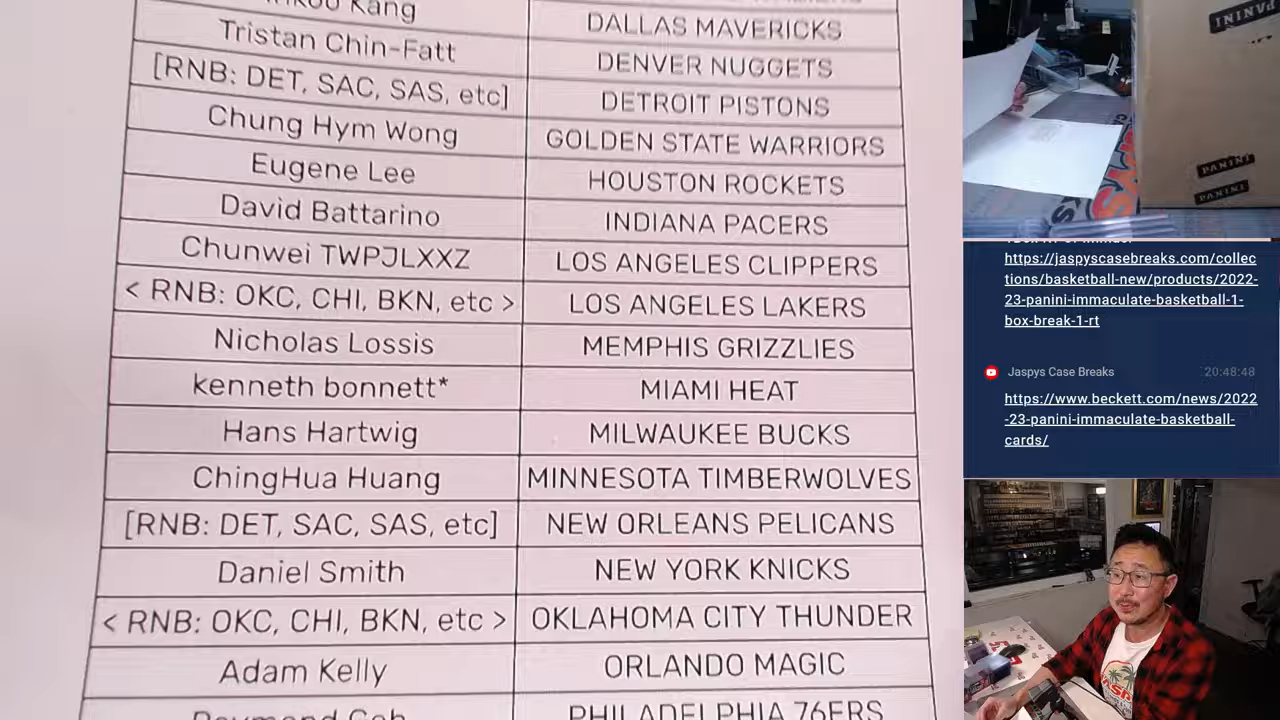 Kang
DALLAS MAVERICKS
Tristan Chin-Fatt
DENVER NUGGETS
[RNB: DET, SAC, SAS, etc]
DETROIT PISTONS
Chung Hym Wong
GOLDEN STATE WARRIORS
Eugene Lee
HOUSTON ROCKETS
David Battarino
INDIANA PACERS
Chunwei TWPJLXXZ
LOS ANGELES CLIPPERS
< RNB: OKC, CHI, BKN, etc >
LOS ANGELES LAKERS
Nicholas Lossis
MEMPHIS GRIZZLIES
kenneth bonnett*
MIAMI HEAT
Hans Hartwig
MILWAUKEE BUCKS
ChingHua Huang
MINNESOTA TIMBERWOLVES
[RNB: DET, SAC, SAS, etc]
NEW ORLEANS PELICANS
Daniel Smith
NEW YORK KNICKS
< RNB: OKC, CHI, BKN, etc >
OKLAHOMA CITY THUNDER
Adam Kelly
ORLANDO MAGIC
PHILADELPHIA 76ERS
PANINI
PANINI
PANINI
https://jaspyscasebreaks.com/collec
tions/basketball-new/products/2022-
23-panini-immaculate-basketball-1-
box-break-1-rt
Jaspys Case Breaks
20:48:48
https://www.beckett.com/news/2022
-23-panini-immaculate-basketball-
cards/